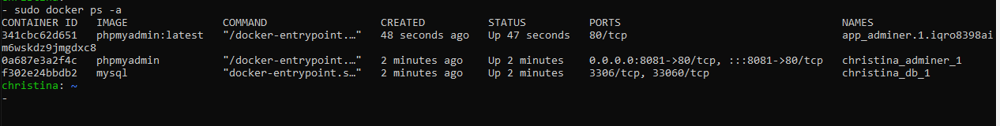 christina:
- sudo docker ps -a
CONTAINER ID   IMAGE               COMMAND                  CREATED          STATUS          PORTS                                   NAMES
341cbc62d651   phpmyadmin:latest   "/docker-entrypoint.…"   48 seconds ago   Up 47 seconds   80/tcp                                  app_adminer.1.iqro8398ai
m6wskdz9jmgdxc8
0a687e3a2f4c   phpmyadmin          "/docker-entrypoint.…"   2 minutes ago    Up 2 minutes    0.0.0.0:8081->80/tcp, :::8081->80/tcp   christina_adminer_1
f302e24bbdb2   mysql               "docker-entrypoint.s…"   2 minutes ago    Up 2 minutes    3306/tcp, 33060/tcp                     christina_db_1
christina: ~
-